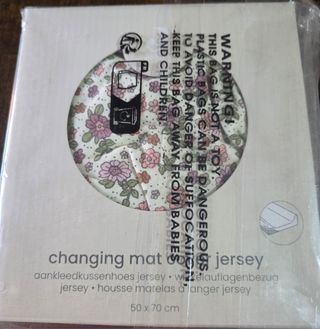 WARNING!
THIS BAG IS NOT A TOY
PLASTIC BAGS CAN BE DANGEROUS
TO AVOID DANGER OF SUFFOCATION
KEEP THIS BAG AWAY FROM BABIES
AND CHILDREN
changing mat jersey
aankleedkussenhoes jersey •
jersey • housse matelas à langer jersey
50 x 70 cm